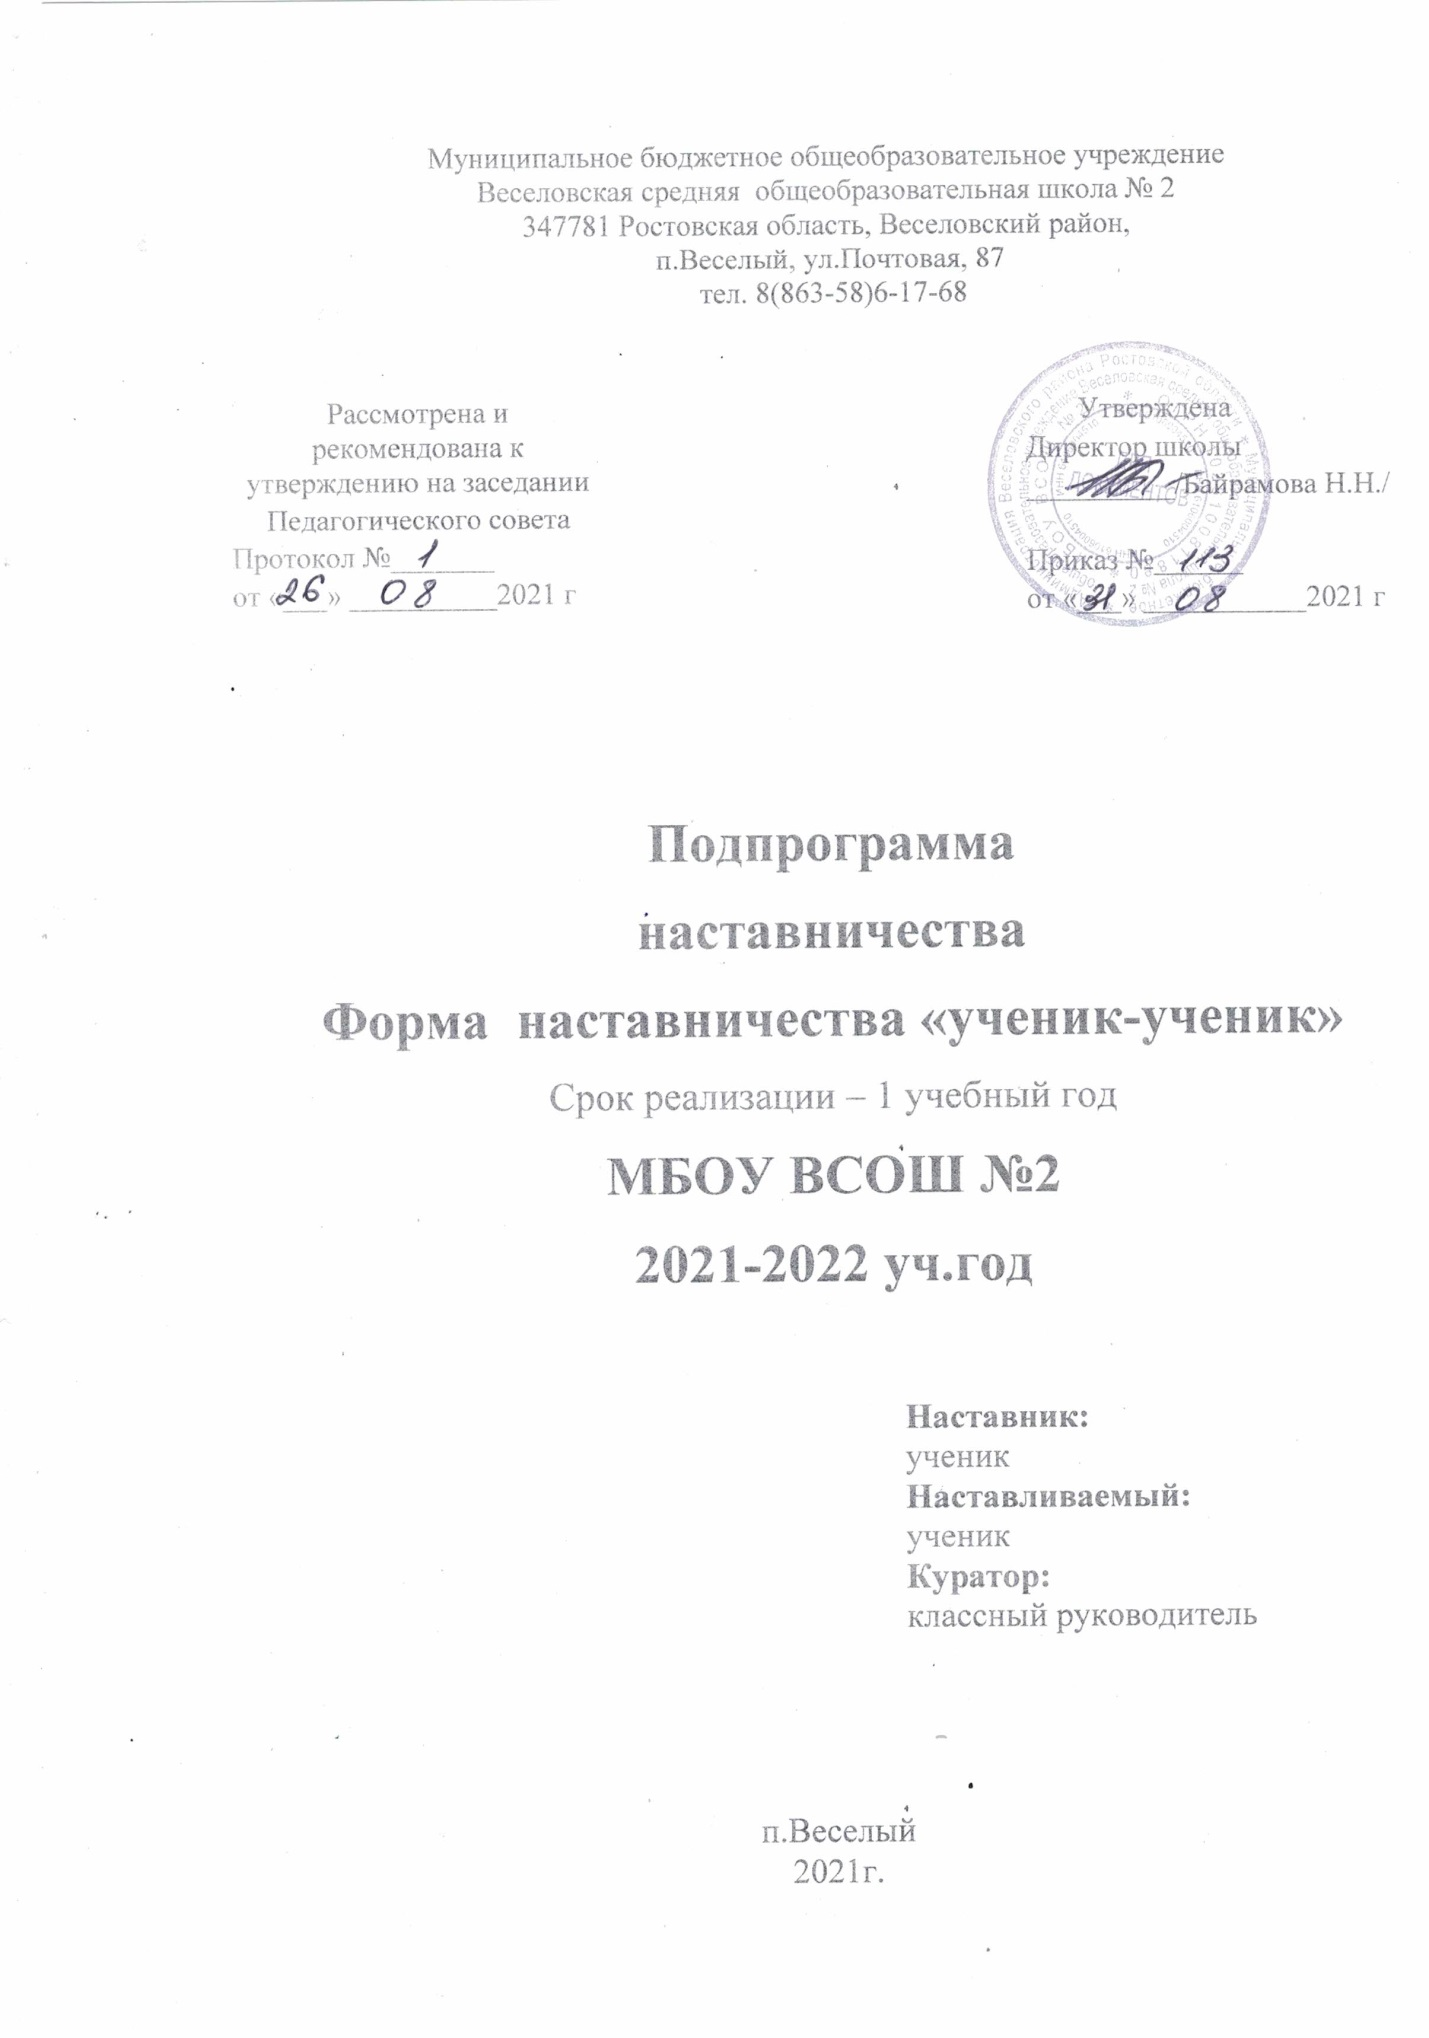 Муниципальное бюджетное общеобразовательное учреждение
Веселовская средняя общеобразовательная школа № 2
347781 Ростовская область, Веселовский район,
п.Веселый, ул.Почтовая, 87
тел. 8(863-58)6-17-68
Рассмотрена и
рекомендована к
утверждению на заседании
Педагогического совета
Протокол № 1
от «26» 08 2021 г
Утверждена
Директор школы
/Байрамова Н.Н./
Приказ № 113
от «31» 08 2021 г
Подпрограмма
наставничества
Форма наставничества «ученик-ученик»
Срок реализации – 1 учебный год
МБОУ ВСОШ №2
2021-2022 уч.год
Наставник:
ученик
Наставливаемый:
ученик
Куратор:
классный руководитель
п.Веселый
2021г.